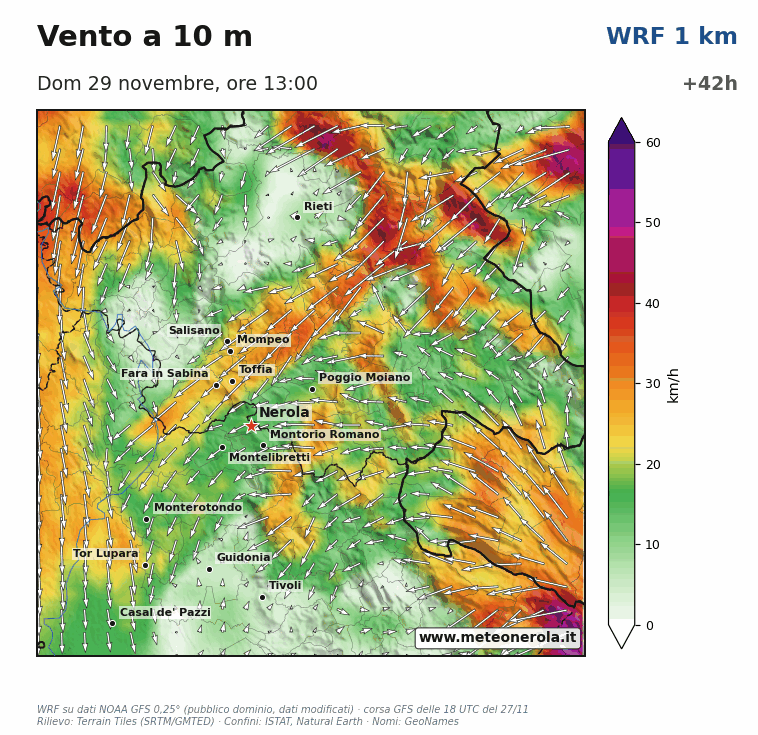 Vento a 10 m
WRF 1 km
Dom 29 novembre, ore 13:00
+42h
Rieti
Salisano
Mompeo
Fara in Sabina
Toffia
Poggio Moiano
Nerola
Montorio Romano
Montelibretti
Monterotondo
Tor Lupara
Guidonia
Tivoli
Casal de' Pazzi
www.meteonerola.it
60
50
40
30
20
10
0
km/h
WRF su dati NOAA GFS 0,25° (pubblico dominio, dati modificati) · corsa GFS delle 18 UTC del 27/11
Rilievo: Terrain Tiles (SRTM/GMTED) · Confini: ISTAT, Natural Earth · Nomi: GeoNames